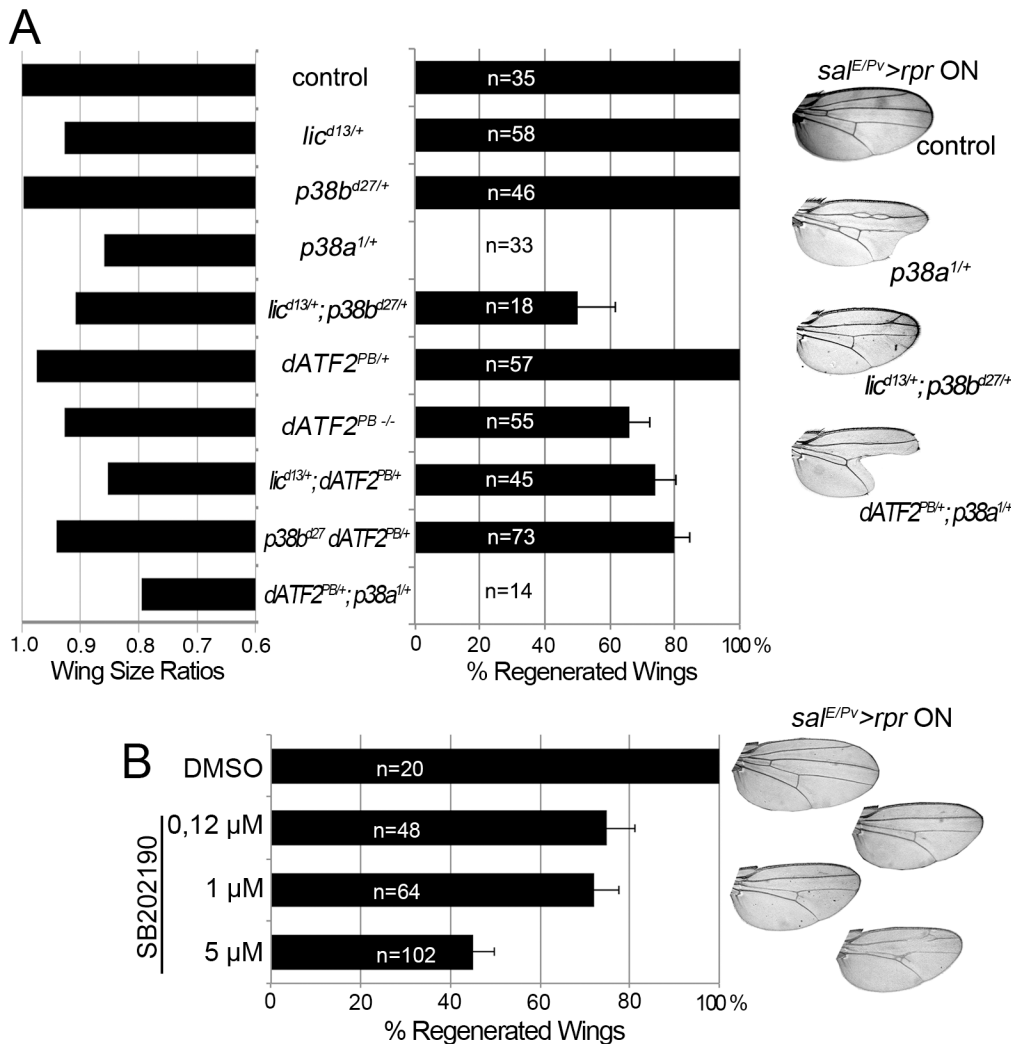 A
control
lic^d13/+
p38b^d27/+
p38a^1/+
lic^d13/+; p38b^d27/+
dATF2^PB/+
dATF2^PB -/-
lic^d13/+; dATF2^PB/+
p38b^d27 dATF2^PB/+
dATF2^PB/+; p38a^1/+
1.0 0.9 0.8 0.7 0.6
Wing Size Ratios
n=35
n=58
n=46
n=33
n=18
n=57
n=55
n=45
n=73
n=14
0 20 40 60 80 100 %
% Regenerated Wings
sal^E/Pv>rpr ON
control
p38a^1/+
lic^d13/+; p38b^d27/+
dATF2^PB/+; p38a^1/+
B
DMSO
SB202190
0,12 µM
1 µM
5 µM
n=20
n=48
n=64
n=102
0 20 40 60 80 100 %
% Regenerated Wings
sal^E/Pv>rpr ON